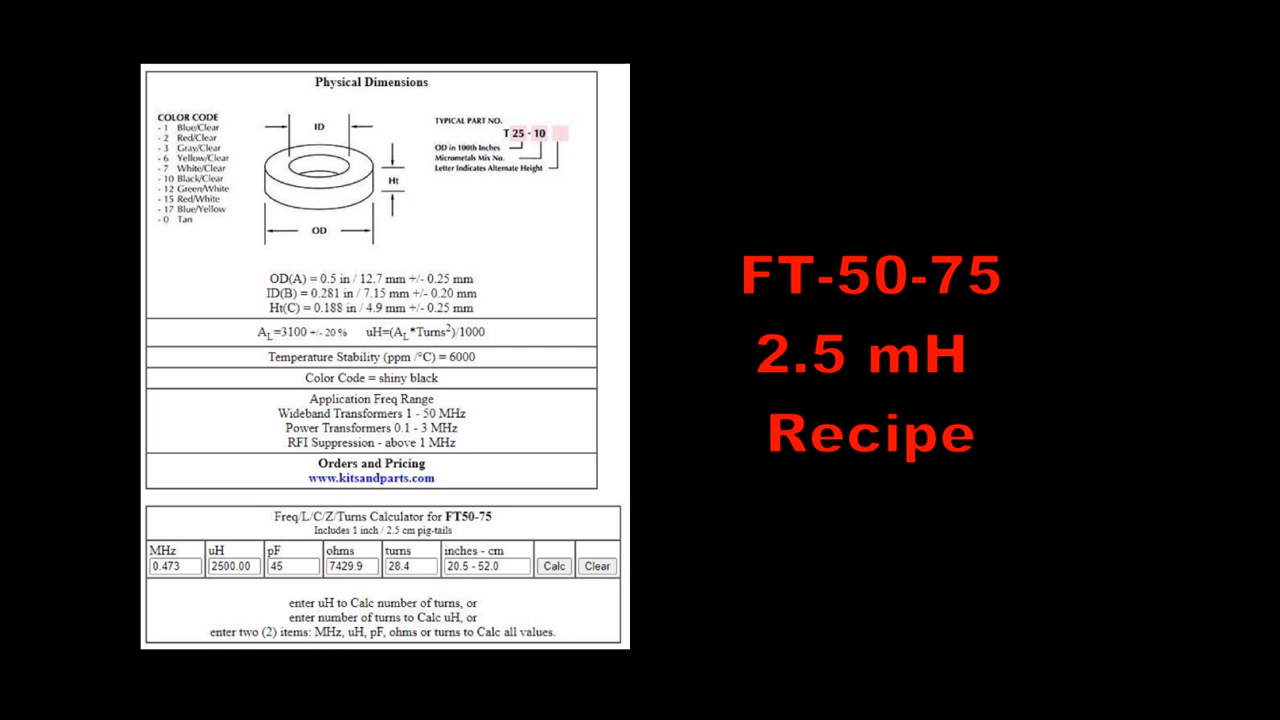 Physical Dimensions
COLOR CODE
- 1 Blue/Clear
- 2 Red/Clear
- 3 Gray/Clear
- 6 Yellow/Clear
- 7 White/Clear
- 10 Black/Clear
- 12 Green/White
- 15 Red/White
- 17 Blue/Yellow
- 0 Tan
ID
Ht
OD
TYPICAL PART NO.
T 25 - 10
OD in 100th Inches
Micrometals Mix No.
Letter Indicates Alternate Height
OD(A) = 0.5 in / 12.7 mm +/- 0.25 mm
ID(B) = 0.281 in / 7.15 mm +/- 0.20 mm
Ht(C) = 0.188 in / 4.9 mm +/- 0.25 mm
AL=3100 +/- 20 % uH=(AL*Turns²)/1000
Temperature Stability (ppm /°C) = 6000
Color Code = shiny black
Application Freq Range
Wideband Transformers 1 - 50 MHz
Power Transformers 0.1 - 3 MHz
RFI Suppression - above 1 MHz
Orders and Pricing
www.kitsandparts.com
Freq/L/C/Z/Turns Calculator for FT50-75
Includes 1 inch / 2.5 cm pig-tails
MHz uH pF ohms turns inches - cm
0.473 2500.00 45 7429.9 28.4 20.5 - 52.0 Calc Clear
enter uH to Calc number of turns, or
enter number of turns to Calc uH, or
enter two (2) items: MHz, uH, pF, ohms or turns to Calc all values.
FT-50-75
2.5 mH
Recipe